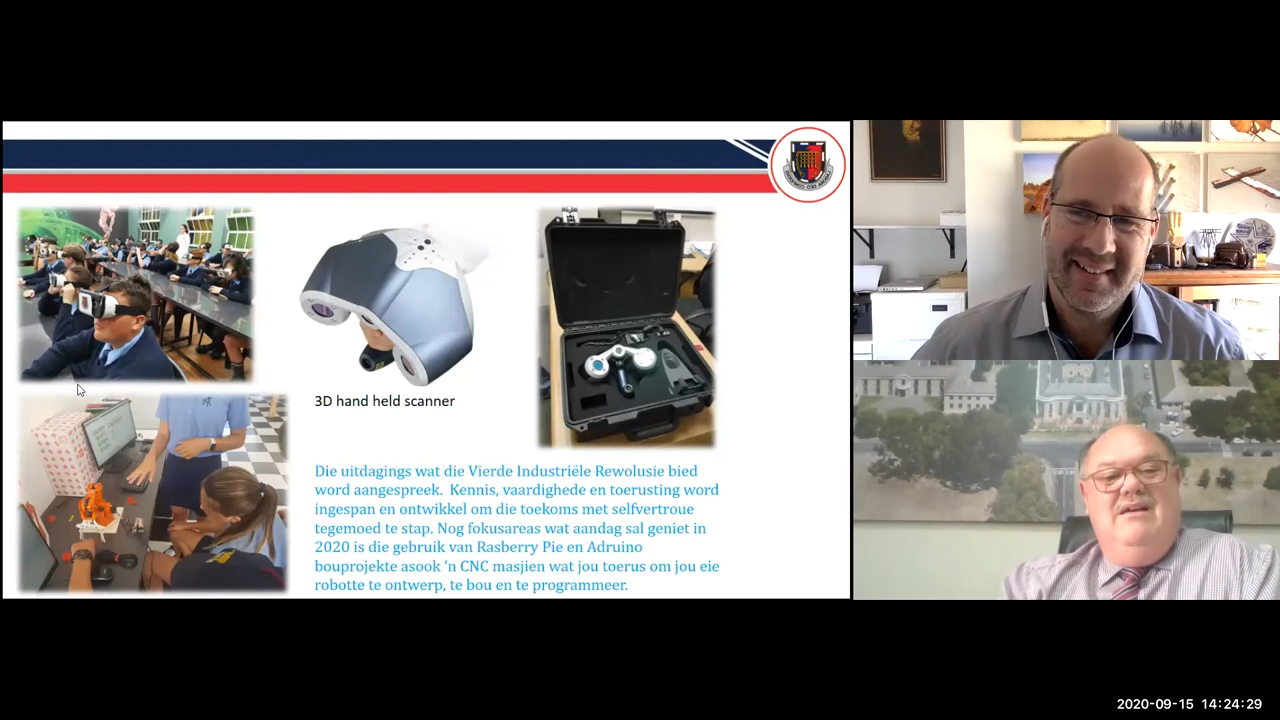 3D hand held scanner
Die uitdagings wat die Vierde Industriële Rewolusie bied
word aangespreek.  Kennis, vaardighede en toerusting word
ingespan en ontwikkel om die toekoms met selfvertroue
tegemoet te stap. Nog fokusareas wat aandag sal geniet in
2020 is die gebruik van Rasberry Pie en Adruino
bouprojekte asook ‘n CNC masjien wat jou toerus om jou eie
robotte te ontwerp, te bou en te programmeer.
2020-09-15 14:24:29